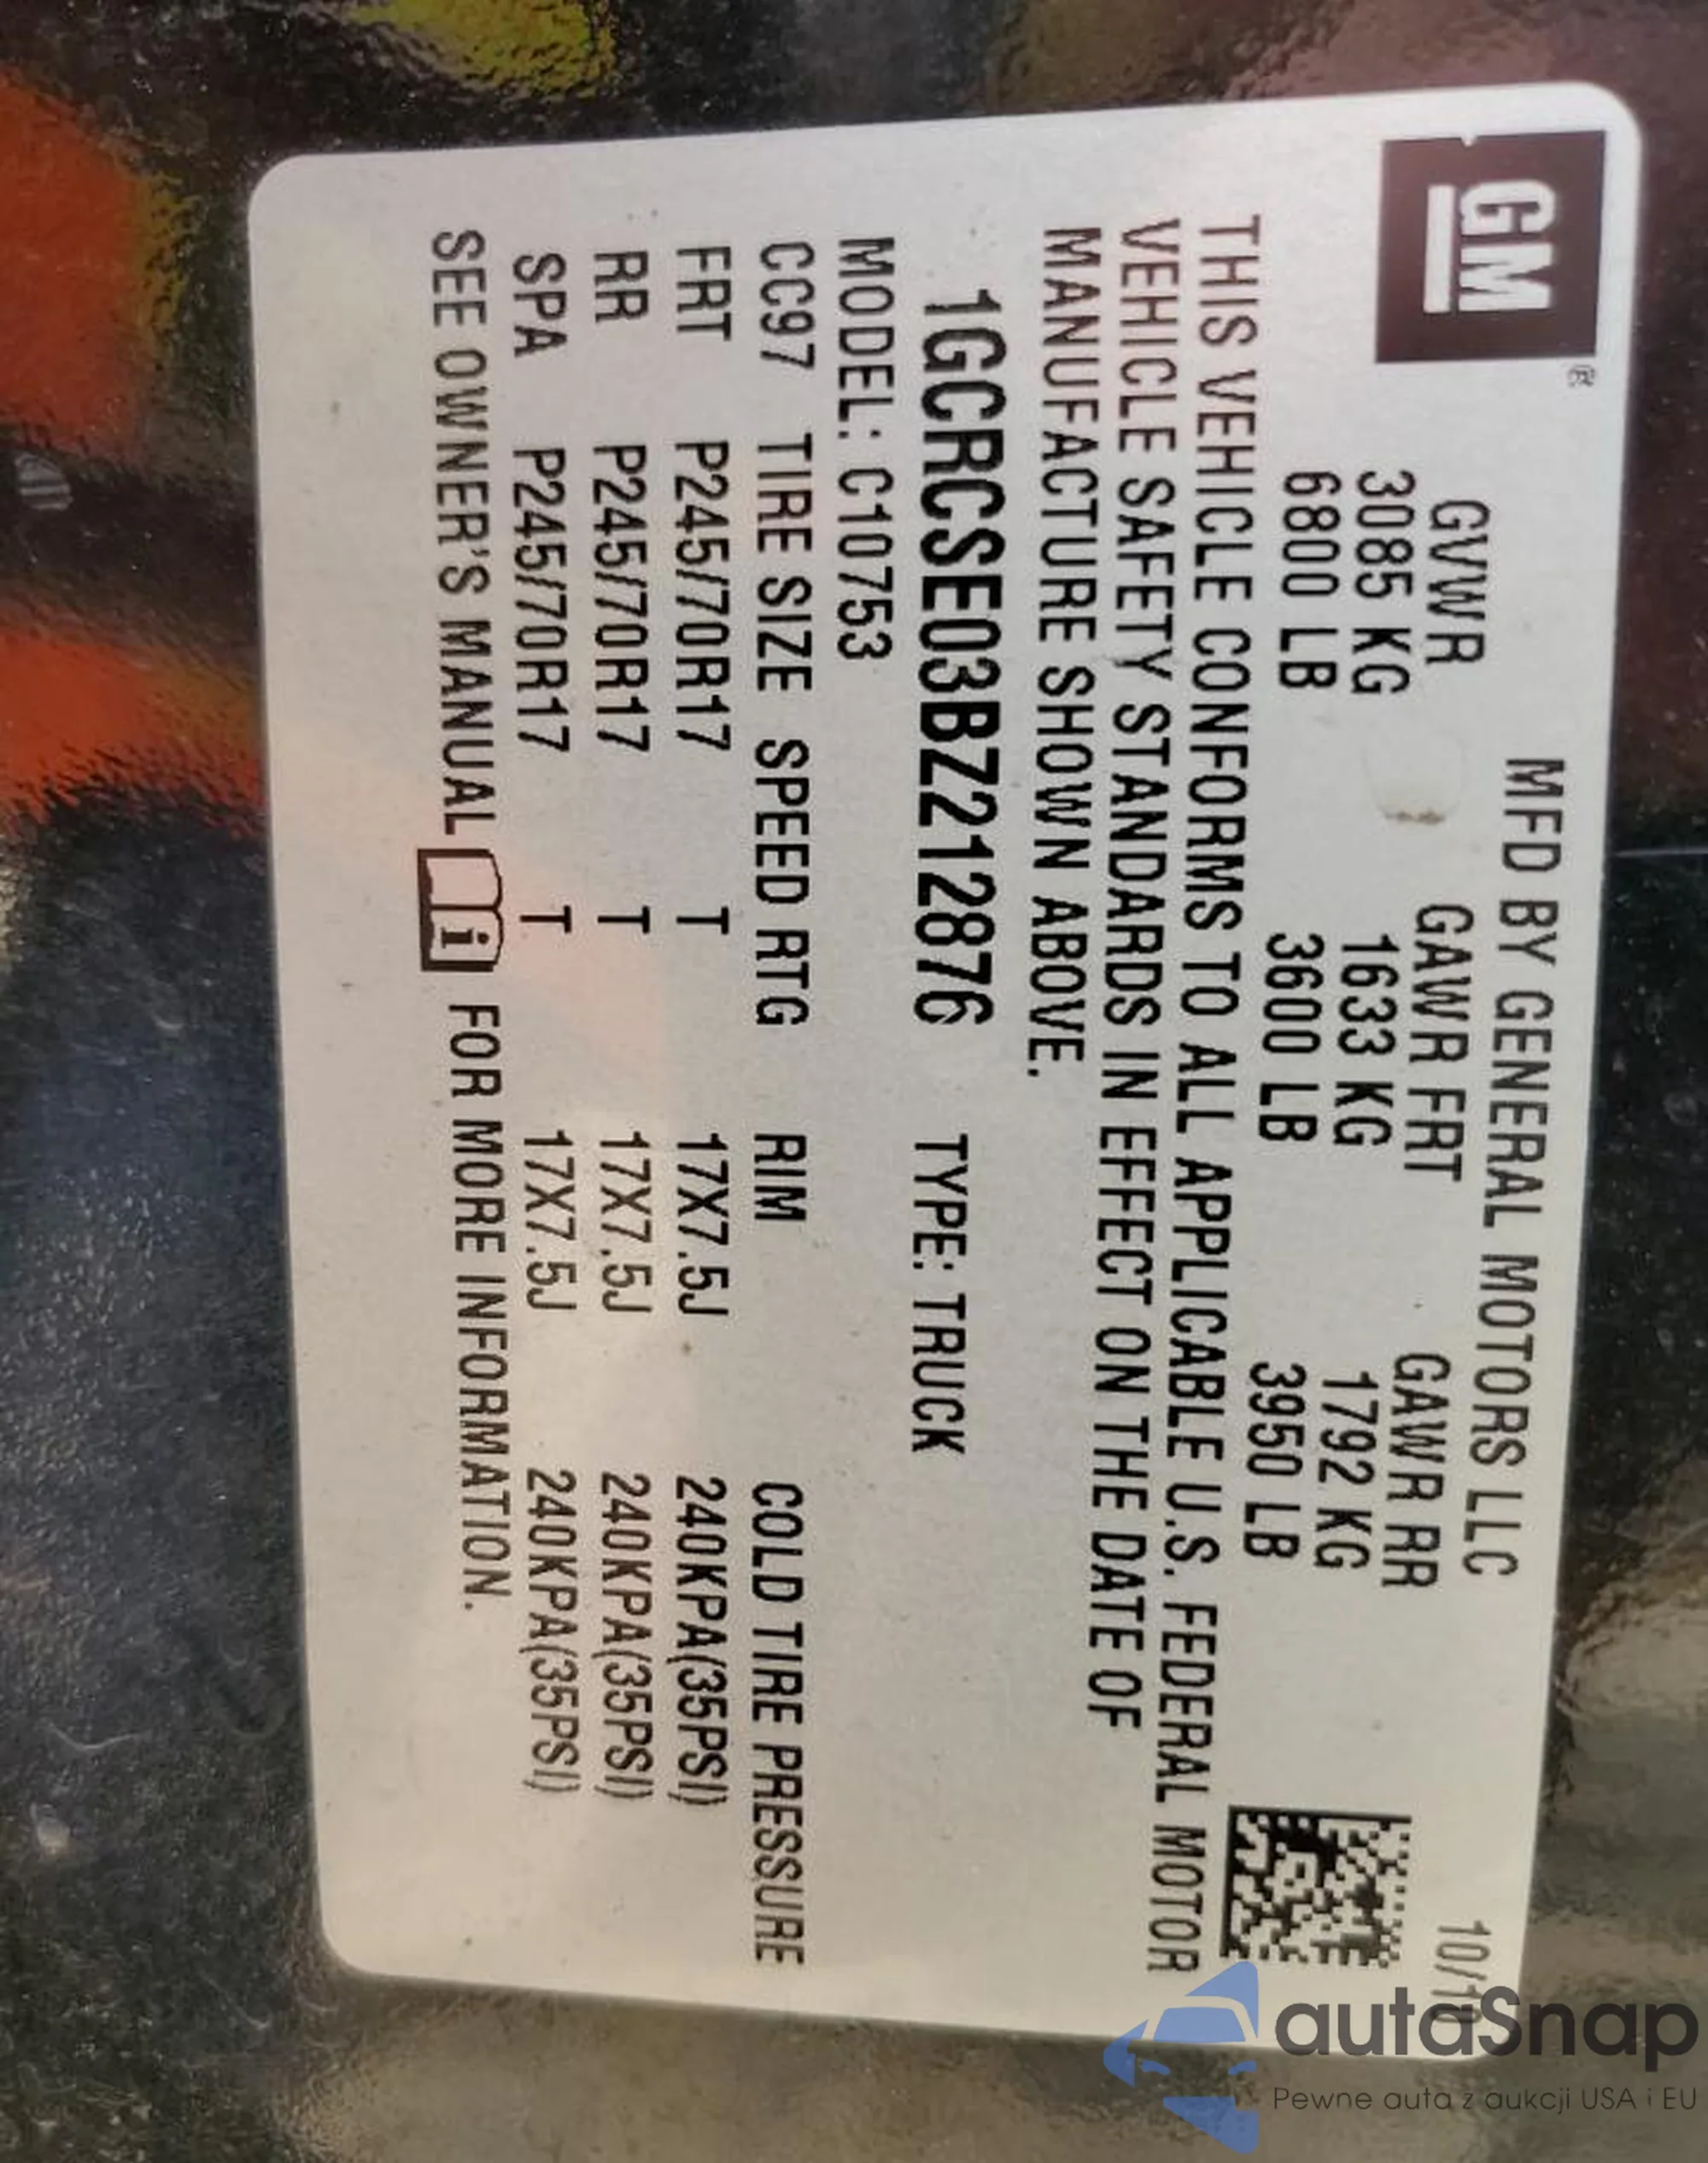 GM®
MFD BY GENERAL MOTORS LLC 10/10
GVWR GAWR FRT GAWR RR
3085 KG 1633 KG 1792 KG
6800 LB 3600 LB 3950 LB
THIS VEHICLE CONFORMS TO ALL APPLICABLE U.S. FEDERAL MOTOR
VEHICLE SAFETY STANDARDS IN EFFECT ON THE DATE OF
MANUFACTURE SHOWN ABOVE.
1GCRCSE03BZ212876 TYPE: TRUCK
MODEL: C10753
CC97 TIRE SIZE SPEED RTG RIM COLD TIRE PRESSURE
FRT P245/70R17 T 17X7.5J 240KPA(35PSI)
RR P245/70R17 T 17X7.5J 240KPA(35PSI)
SPA P245/70R17 T 17X7.5J 240KPA(35PSI)
SEE OWNER'S MANUAL i FOR MORE INFORMATION.
autaSnap
Pewne auta z aukcji USA i EU